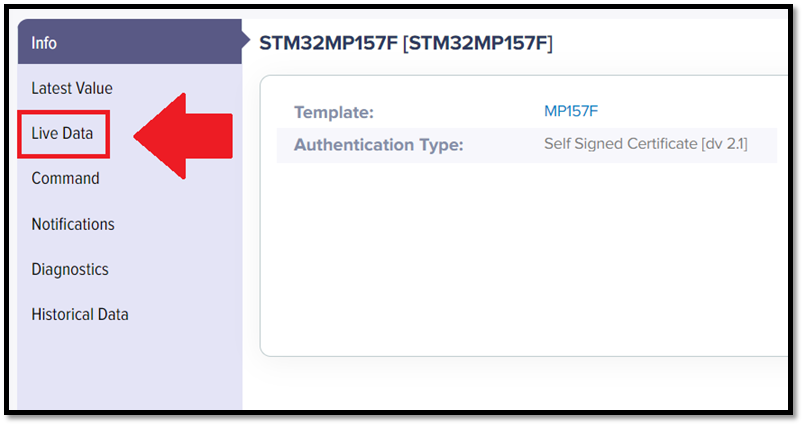 Info
Latest Value
Live Data
Command
Notifications
Diagnostics
Historical Data
STM32MP157F [STM32MP157F]
Template: MP157F
Authentication Type: Self Signed Certificate [dv 2.1]